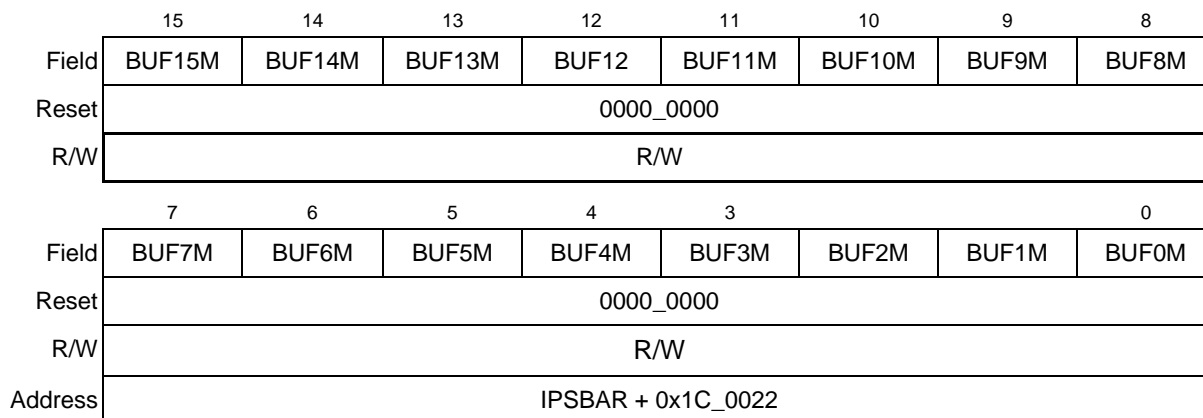 15 14 13 12 11 10 9 8
Field BUF15M BUF14M BUF13M BUF12 BUF11M BUF10M BUF9M BUF8M
Reset 0000_0000
R/W R/W
7 6 5 4 3 0
Field BUF7M BUF6M BUF5M BUF4M BUF3M BUF2M BUF1M BUF0M
Reset 0000_0000
R/W R/W
Address IPSBAR + 0x1C_0022